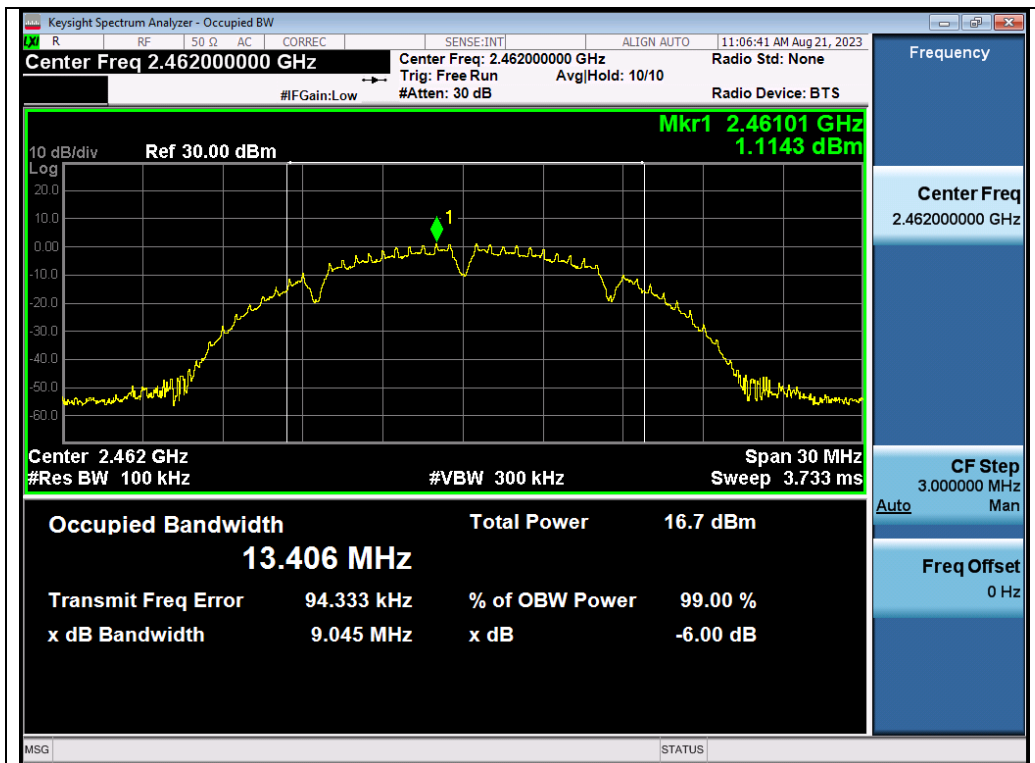 Keysight Spectrum Analyzer - Occupied BW
LXI R RF 50 Ω AC CORREC SENSE:INT ALIGN AUTO 11:06:41 AM Aug 21, 2023
Center Freq 2.462000000 GHz
Center Freq: 2.462000000 GHz
Radio Std: None
Trig: Free Run Avg|Hold: 10/10
#IFGain:Low
#Atten: 30 dB
Radio Device: BTS
Frequency
Mkr1 2.46101 GHz
1.1143 dBm
10 dB/div Ref 30.00 dBm
Log
20.0
10.0
0.00
-10.0
-20.0
-30.0
-40.0
-50.0
-60.0
1
Center 2.462 GHz Span 30 MHz
#Res BW 100 kHz #VBW 300 kHz Sweep 3.733 ms
Occupied Bandwidth Total Power 16.7 dBm
13.406 MHz
Transmit Freq Error 94.333 kHz % of OBW Power 99.00 %
x dB Bandwidth 9.045 MHz x dB -6.00 dB
Center Freq
2.462000000 GHz
CF Step
3.000000 MHz
Auto Man
Freq Offset
0 Hz
MSG STATUS